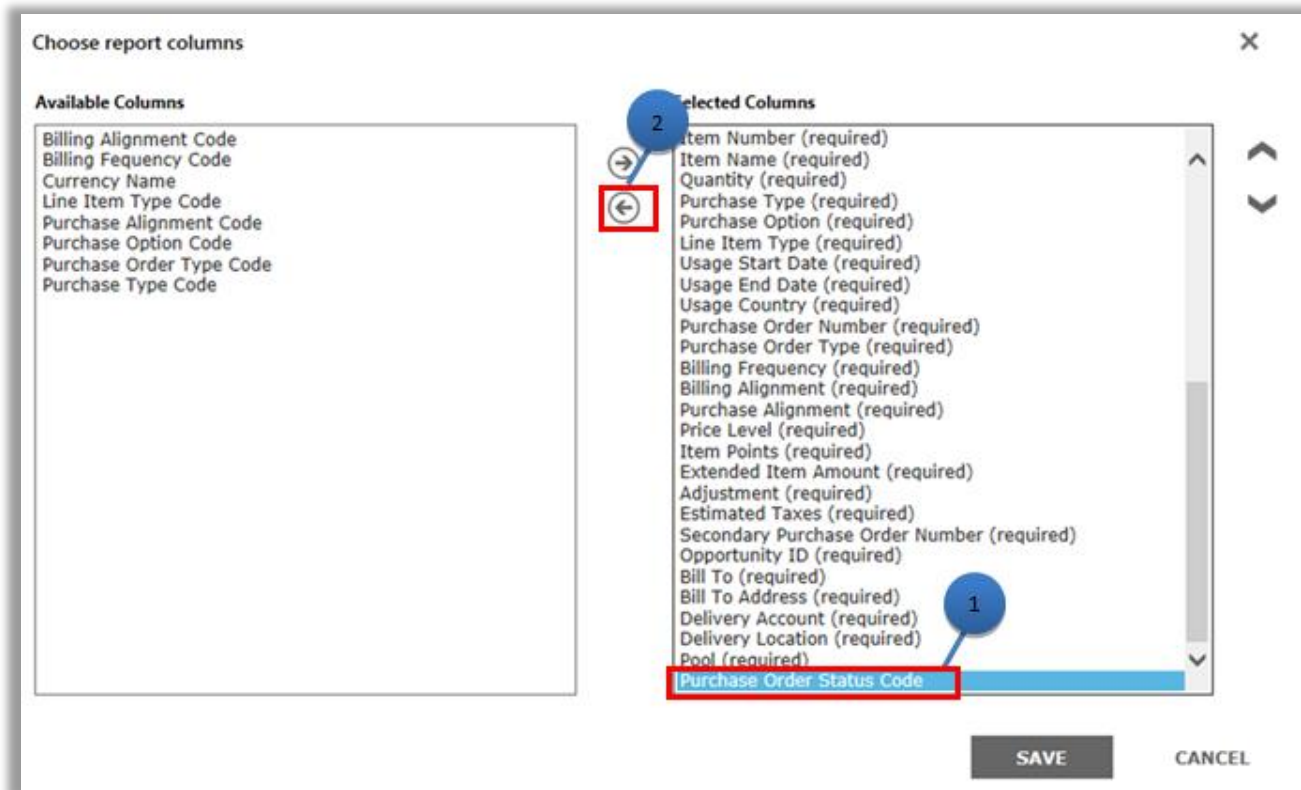 Choose report columns
Available Columns
Billing Alignment Code
Billing Fequency Code
Currency Name
Line Item Type Code
Purchase Alignment Code
Purchase Option Code
Purchase Order Type Code
Purchase Type Code
2
elected Columns
Item Number (required)
Item Name (required)
Quantity (required)
Purchase Type (required)
Purchase Option (required)
Line Item Type (required)
Usage Start Date (required)
Usage End Date (required)
Usage Country (required)
Purchase Order Number (required)
Purchase Order Type (required)
Billing Frequency (required)
Billing Alignment (required)
Purchase Alignment (required)
Price Level (required)
Item Points (required)
Extended Item Amount (required)
Adjustment (required)
Estimated Taxes (required)
Secondary Purchase Order Number (required)
Opportunity ID (required)
Bill To (required)
Bill To Address (required)
Delivery Account (required)
Delivery Location (required)
Pool (required)
Purchase Order Status Code
1
SAVE CANCEL